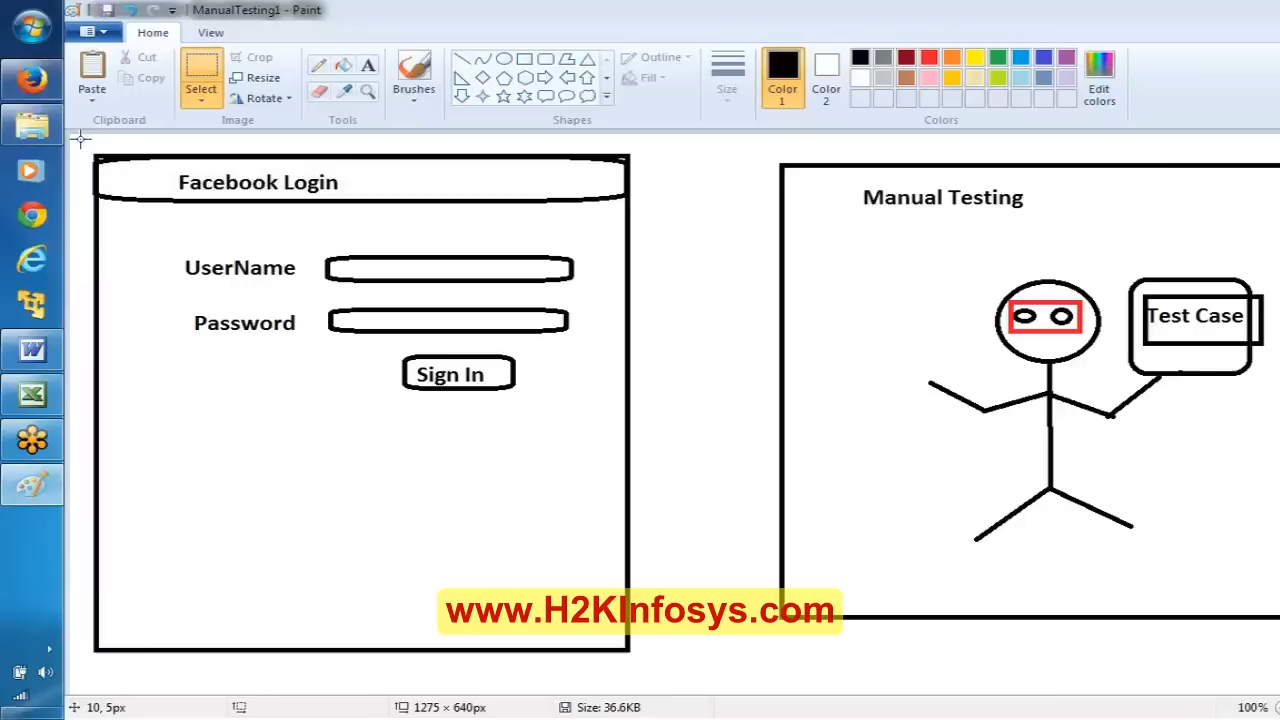 ManualTesting1 - Paint
Home
View
Paste
Cut
Copy
Clipboard
Select
Crop
Resize
Rotate
Image
A
Tools
Brushes
Shapes
Outline
Fill
Size
Color 1
Color 2
Edit colors
Colors
Facebook Login
UserName
Password
Sign In
Manual Testing
Test Case
www.H2KInfosys.com
10, 5px
1275 × 640px
Size: 36.6KB
100%